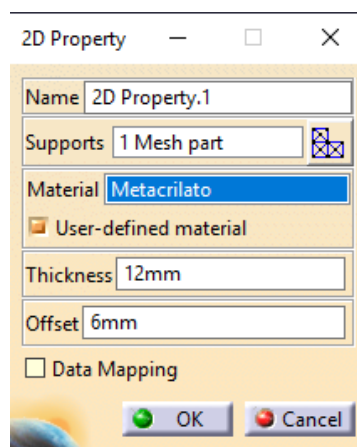 2D Property
Name 2D Property.1
Supports 1 Mesh part
Material Metacrilato
User-defined material
Thickness 12mm
Offset 6mm
Data Mapping
OK Cancel